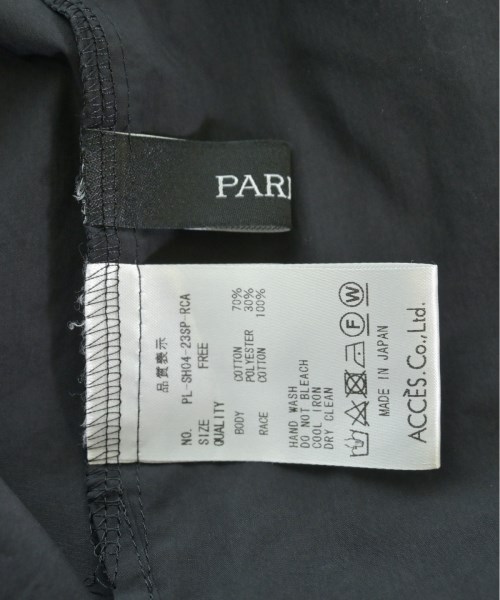 PARI
品質表示
NO. PL-SH04-23SP-RCA
SIZE FREE
QUALITY
BODY COTTON 70%
POLYESTER 30%
RACE COTTON 100%
HAND WASH
DO NOT BLEACH
COOL IRON
DRY CLEAN
F W
MADE IN JAPAN
ACCÈS.Co.,Ltd.